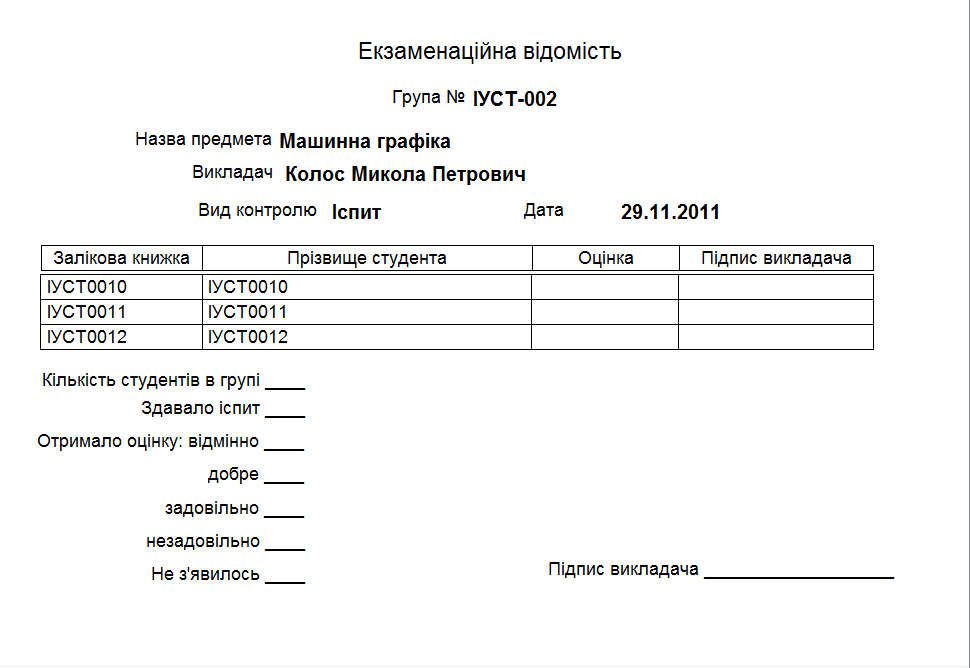 Екзаменаційна відомість
Група № ІУСТ-002
Назва предмета Машинна графіка
Викладач Колос Микола Петрович
Вид контролю Іспит Дата 29.11.2011
Залікова книжка Прізвище студента Оцінка Підпис викладача
ІУСТ0010 ІУСТ0010
ІУСТ0011 ІУСТ0011
ІУСТ0012 ІУСТ0012
Кількість студентів в групі ____
Здавало іспит ____
Отримало оцінку: відмінно ____
добре ____
задовільно ____
незадовільно ____
Не з'явилось ____ Підпис викладача ___________________